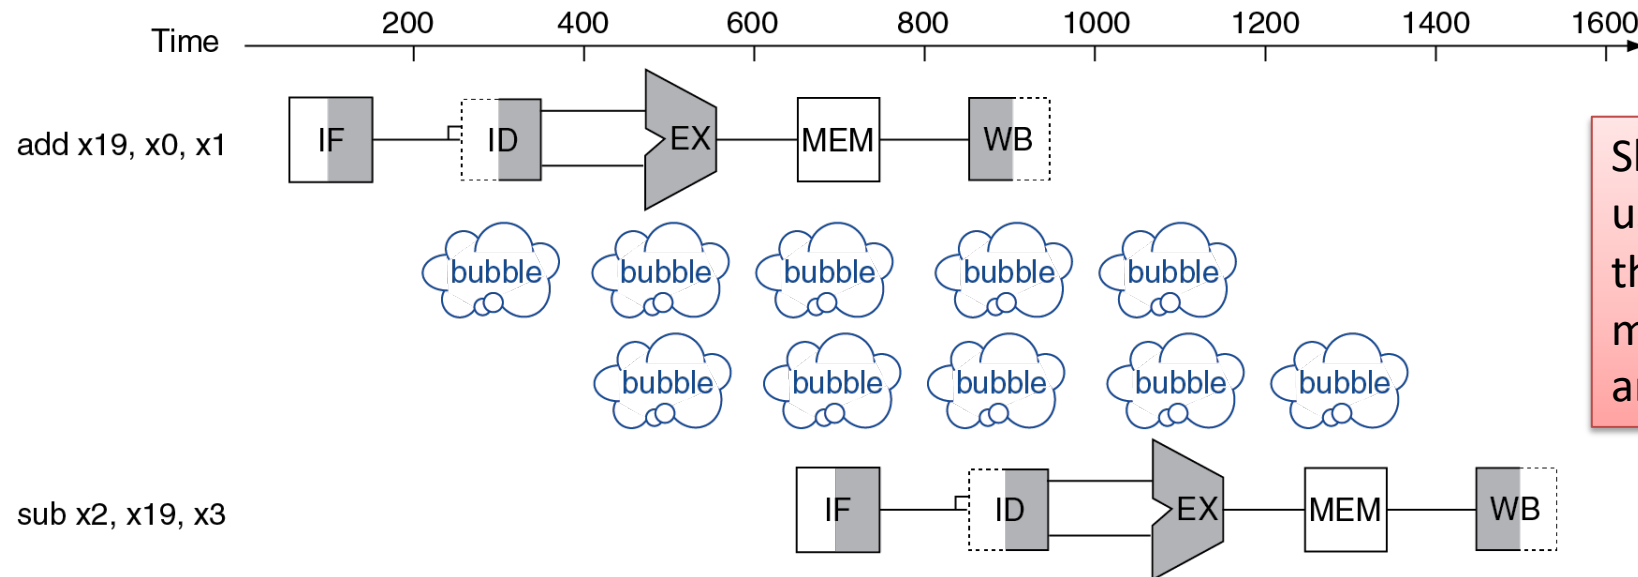 200 400 600 800 1000 1200 1400 1600
Time
add x19, x0, x1
IF ID EX MEM WB
bubble bubble bubble bubble bubble
bubble bubble bubble bubble bubble
sub x2, x19, x3
IF ID EX MEM WB